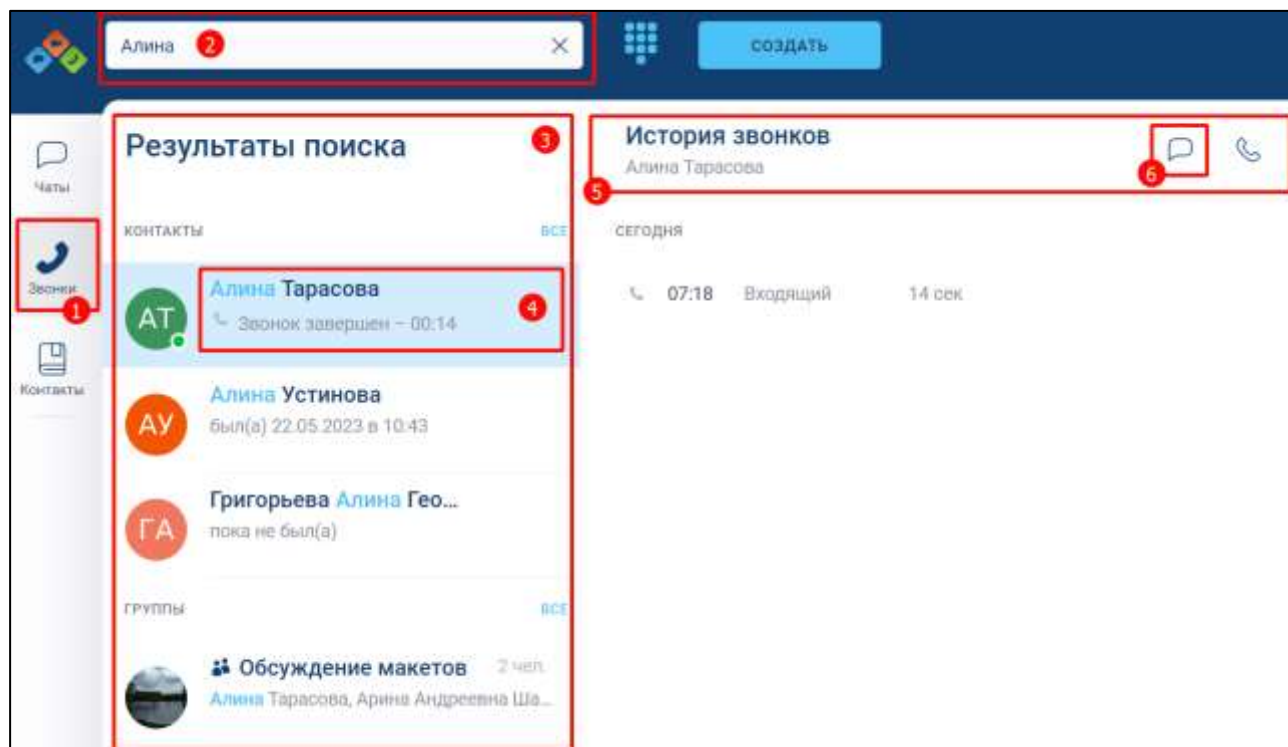 Алина
2
СОЗДАТЬ
Чаты
Звонки
1
Контакты
Результаты поиска
3
КОНТАКТЫ
ВСЕ
АТ
Алина Тарасова
Звонок завершен – 00:14
4
АУ
Алина Устинова
был(а) 22.05.2023 в 10:43
ГА
Григорьева Алина Гео...
пока не был(а)
ГРУППЫ
ВСЕ
Обсуждение макетов
2 чел.
Алина Тарасова, Арина Андреевна Ша...
История звонков
Алина Тарасова
5
6
СЕГОДНЯ
07:18 Входящий 14 сек